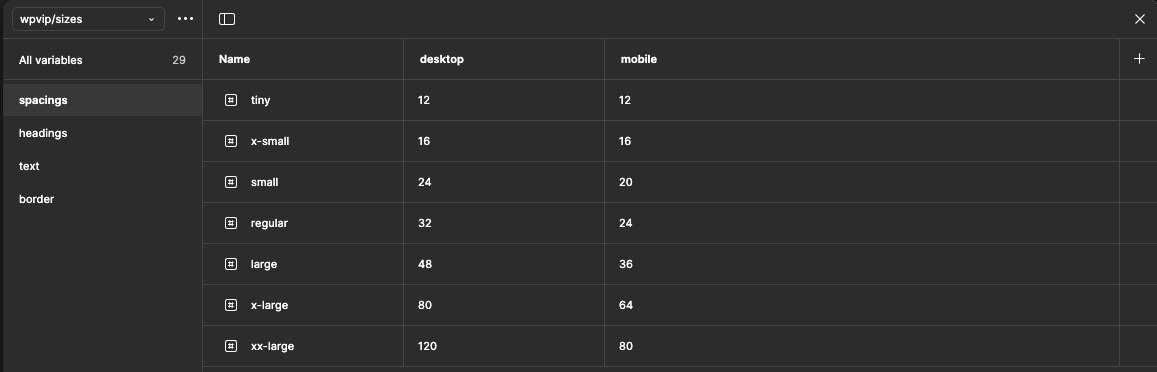 wpvip/sizes
All variables 29
spacings
headings
text
border
Name desktop mobile
tiny 12 12
x-small 16 16
small 24 20
regular 32 24
large 48 36
x-large 80 64
xx-large 120 80